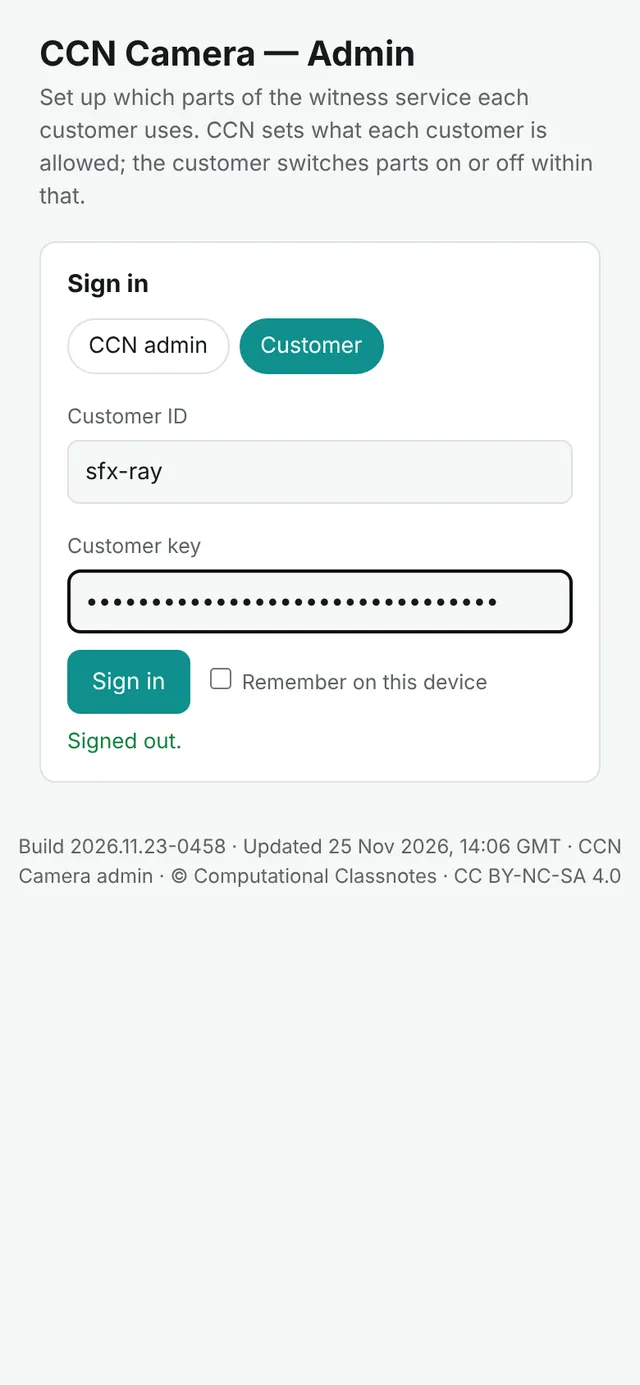 CCN Camera — Admin
Set up which parts of the witness service each
customer uses. CCN sets what each customer is
allowed; the customer switches parts on or off within
that.
Sign in
CCN admin Customer
Customer ID
sfx-ray
Customer key
••••••••••••••••••••••••••••••••
Sign in Remember on this device
Signed out.
Build 2026.11.23-0458 · Updated 25 Nov 2026, 14:06 GMT · CCN
Camera admin · © Computational Classnotes · CC BY-NC-SA 4.0